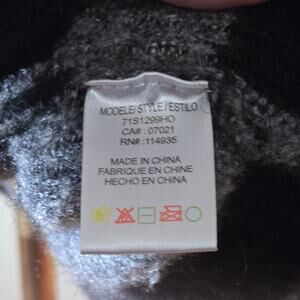 MODELE/ STYLE / ESTILO
71S1299HO
CA# : 07021
RN# : 114935
MADE IN CHINA
FABRIQUE EN CHINE
HECHO EN CHINA